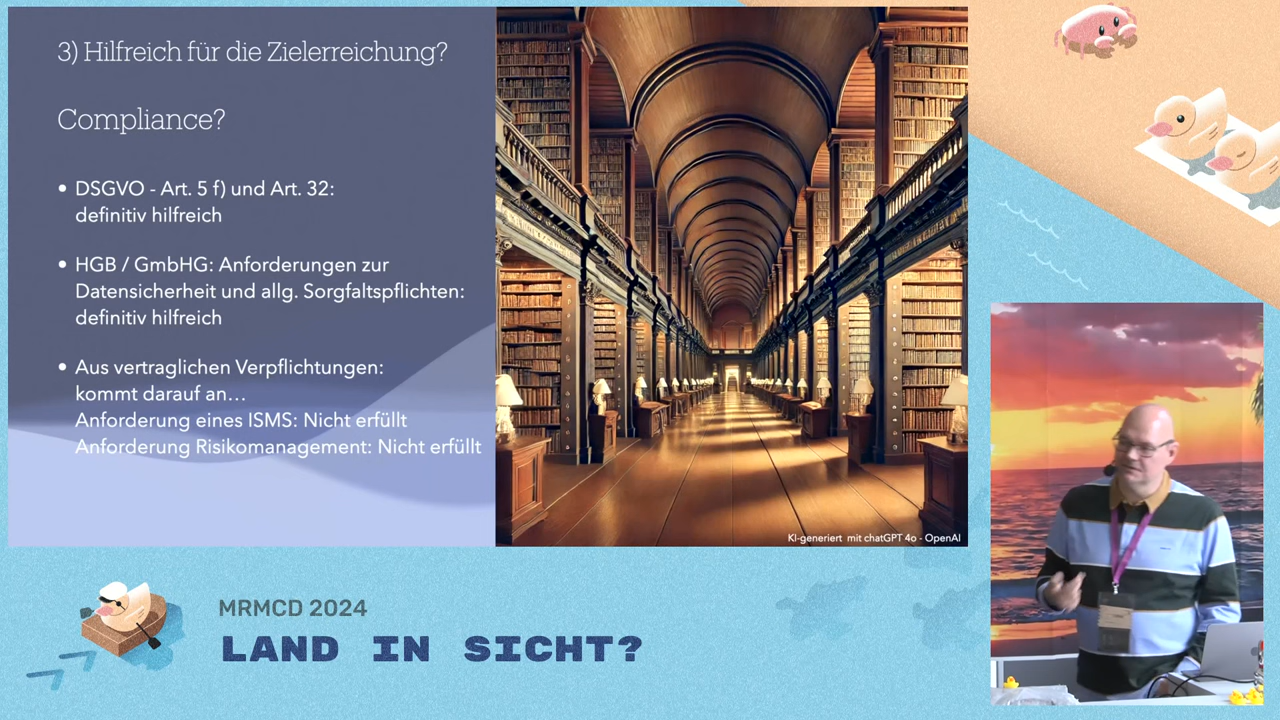 3) Hilfreich für die Zielerreichung?
Compliance?
• DSGVO - Art. 5 f) und Art. 32:
definitiv hilfreich
• HGB / GmbHG: Anforderungen zur
Datensicherheit und allg. Sorgfaltspflichten:
definitiv hilfreich
• Aus vertraglichen Verpflichtungen:
kommt darauf an…
Anforderung eines ISMS: Nicht erfüllt
Anforderung Risikomanagement: Nicht erfüllt
KI-generiert mit chatGPT 4o - OpenAI
MRMCD 2024
LAND IN SICHT?